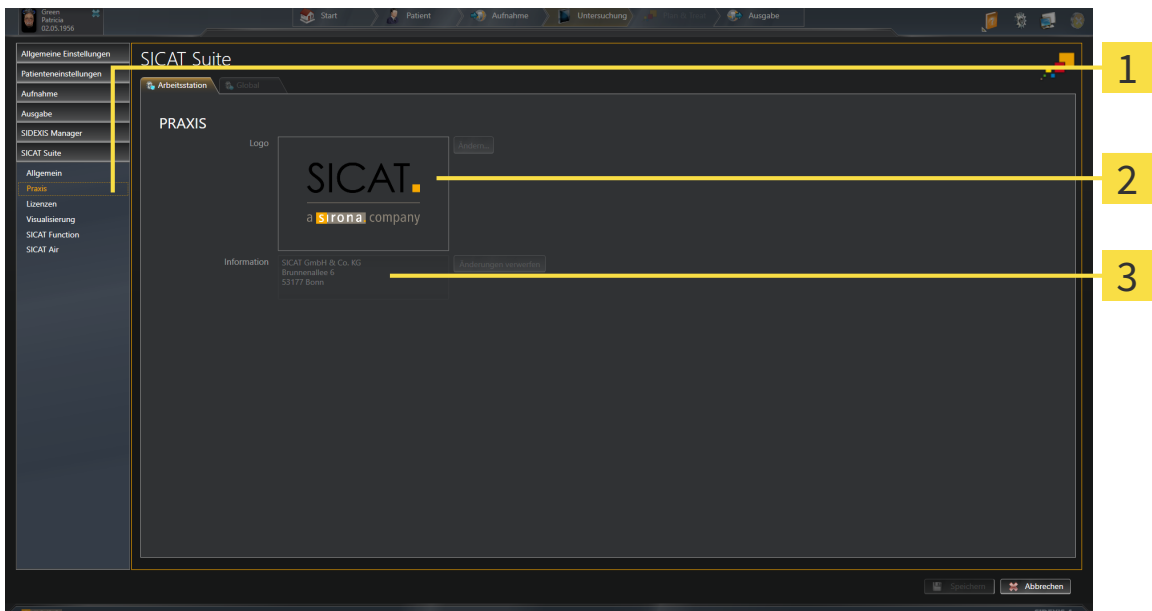 Green
Patricia
02.05.1956
Start
Patient
Aufnahme
Untersuchung
Ausgabe
Allgemeine Einstellungen
Patienteneinstellungen
Aufnahme
Ausgabe
SIDEXIS Manager
SICAT Suite
Allgemein
Praxis
Lizenzen
Visualisierung
SICAT Function
SICAT Air
SICAT Suite
Arbeitsstation
Global
PRAXIS
Logo
Ändern...
SICAT.
a sirona. company
Information
SICAT GmbH & Co. KG
Brunnenallee 6
53177 Bonn
Änderungen verwerfen
Speichern
Abbrechen
1
2
3